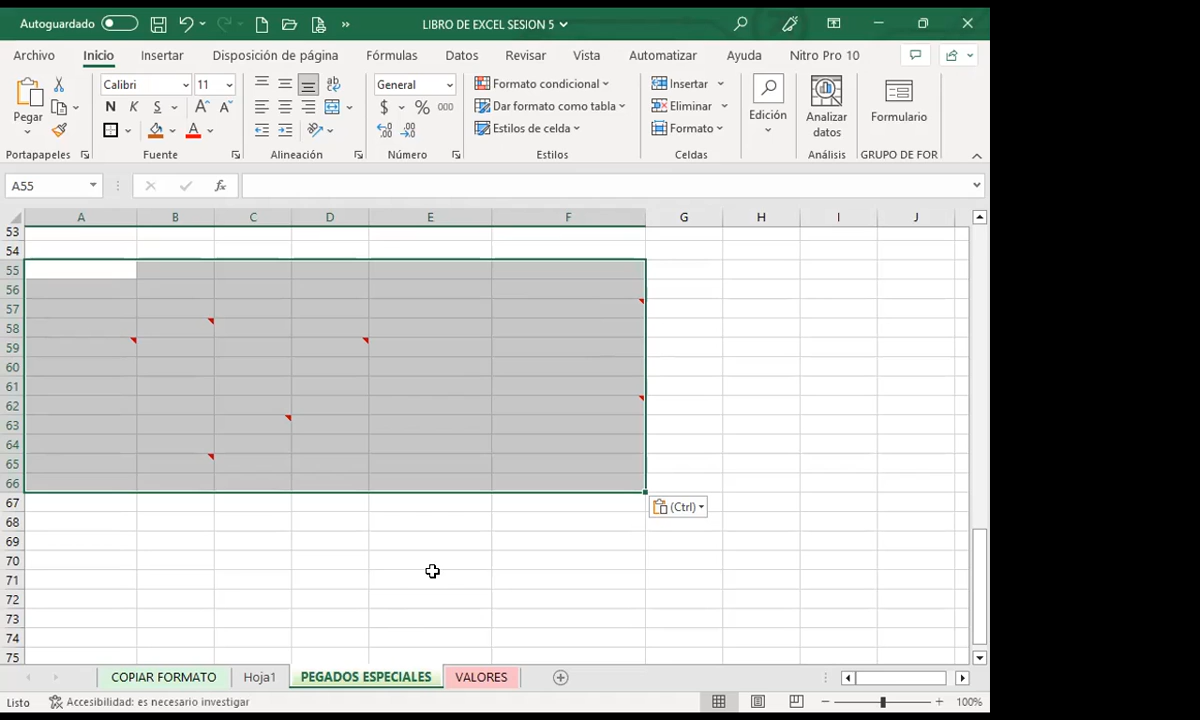 Autoguardado LIBRO DE EXCEL SESION 5
Archivo Inicio Insertar Disposición de página Fórmulas Datos Revisar Vista Automatizar Ayuda Nitro Pro 10
Pegar Calibri 11 General Formato condicional Insertar Edición Analizar datos Formulario
N K S $ % 000 Dar formato como tabla Eliminar
Estilos de celda Formato
Portapapeles Fuente Alineación Número Estilos Celdas Análisis GRUPO DE FOR
A55 fx
A B C D E F G H I J
53
54
55
56
57
58
59
60
61
62
63
64
65
66
67
(Ctrl)
68
69
70
71
72
73
74
75
COPIAR FORMATO Hoja1 PEGADOS ESPECIALES VALORES
Listo Accesibilidad: es necesario investigar 100%